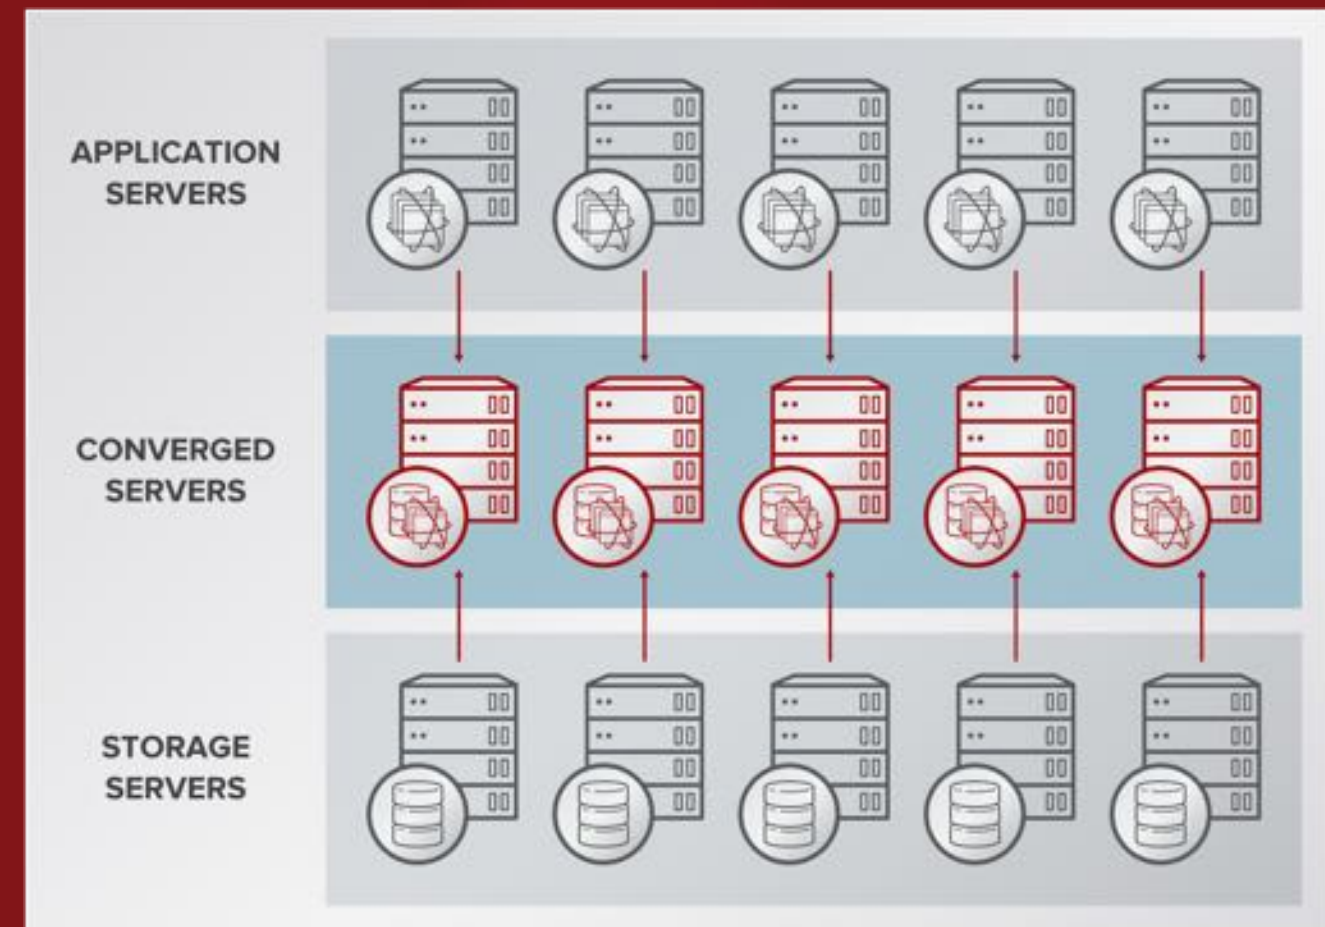 APPLICATION
SERVERS
CONVERGED
SERVERS
STORAGE
SERVERS